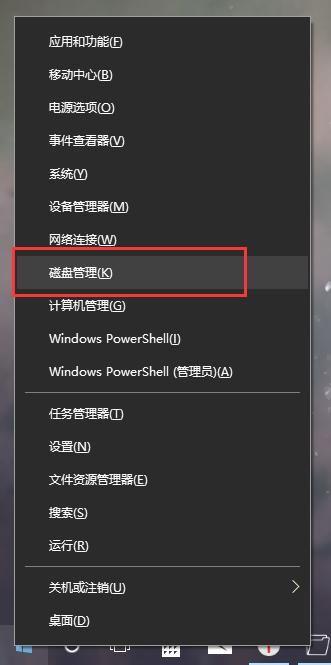 应用和功能(F)
移动中心(B)
电源选项(O)
事件查看器(V)
系统(Y)
设备管理器(M)
网络连接(W)
磁盘管理(K)
计算机管理(G)
Windows PowerShell(I)
Windows PowerShell (管理员)(A)
任务管理器(T)
设置(N)
文件资源管理器(E)
搜索(S)
运行(R)
关机或注销(U)
桌面(D)